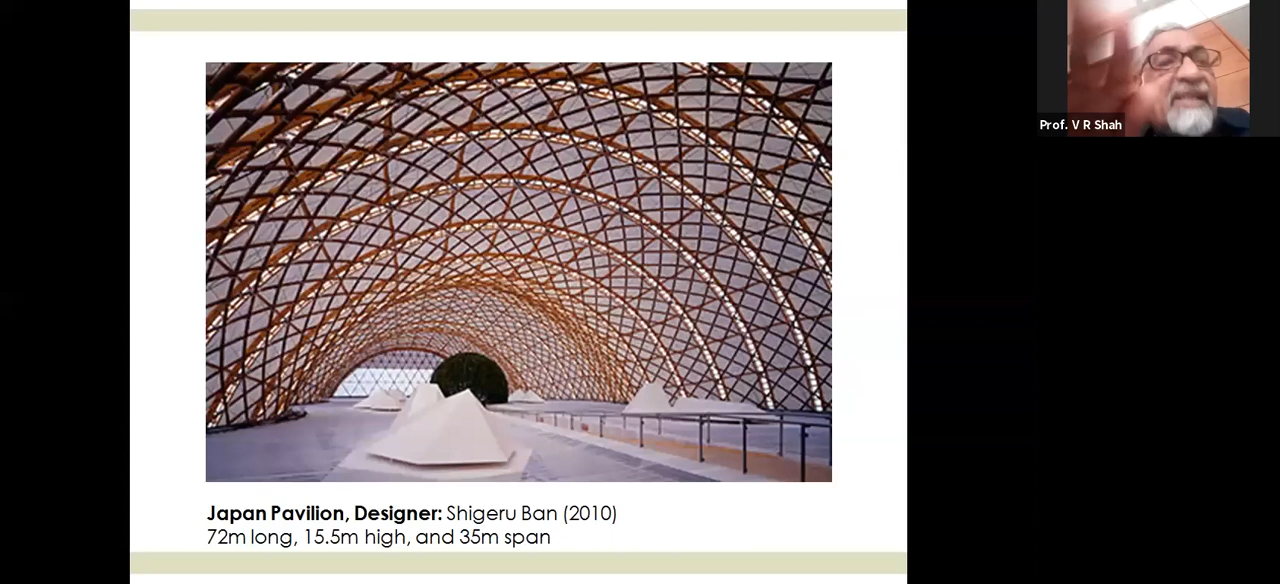 Prof. V R Shah
Japan Pavilion, Designer: Shigeru Ban (2010)
72m long, 15.5m high, and 35m span